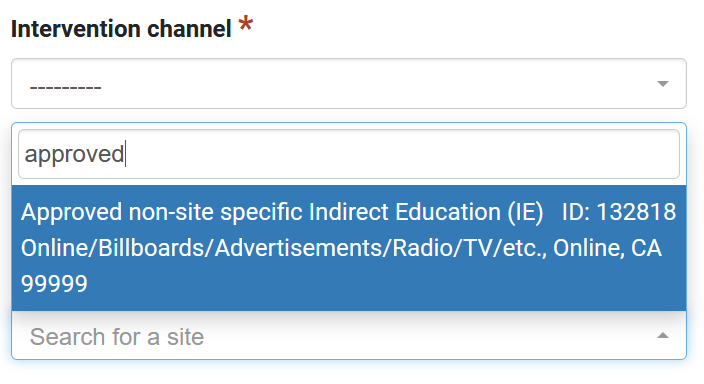 Intervention channel *
---------
approved
Approved non-site specific Indirect Education (IE) ID: 132818
Online/Billboards/Advertisements/Radio/TV/etc., Online, CA
99999
Search for a site